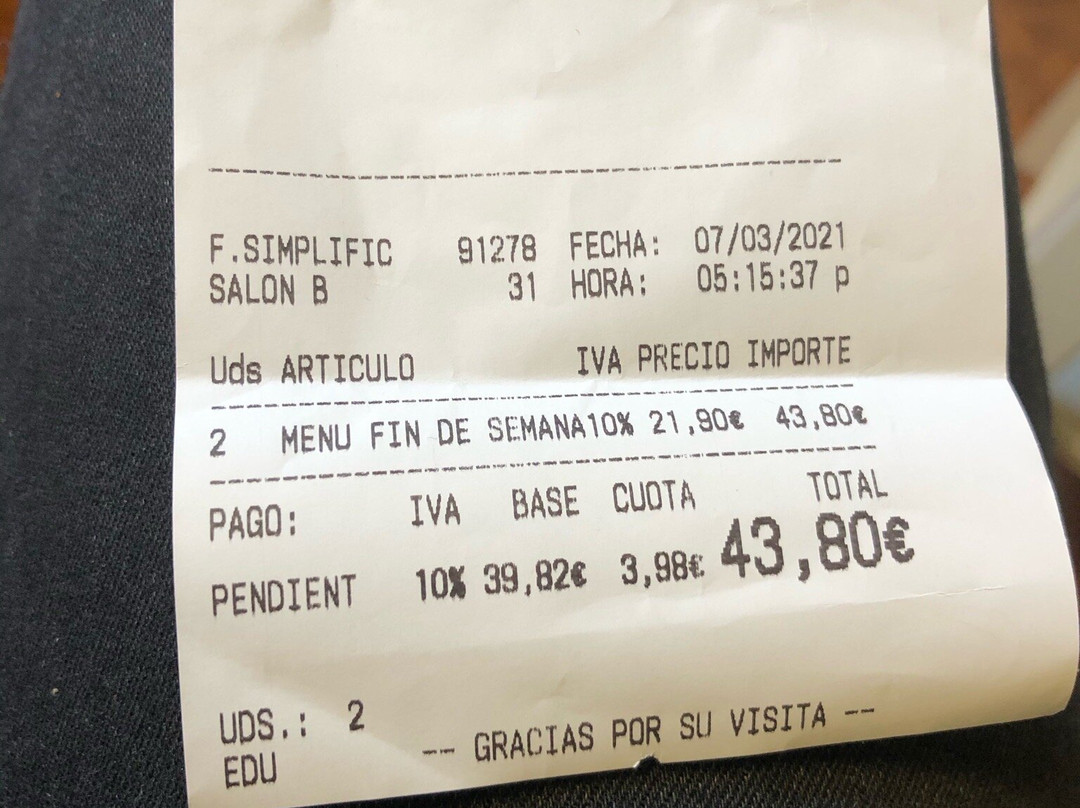 F.SIMPLIFIC 91278 FECHA: 07/03/2021
SALON B 31 HORA: 05:15:37 p
Uds ARTICULO IVA PRECIO IMPORTE
2 MENU FIN DE SEMANA10% 21,90€ 43,80€
PAGO: IVA BASE CUOTA TOTAL
PENDIENT 10% 39,82€ 3,98€ 43,80€
UDS.: 2
-- GRACIAS POR SU VISITA --
EDU